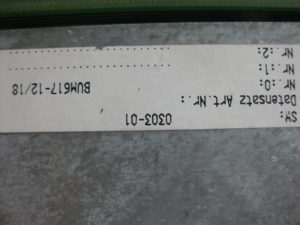 SW: 0303-01
Datensatz Art.Nr.:
Nr.:0: BUM617-12/18
Nr.:1: ....................
Nr.:2: ....................